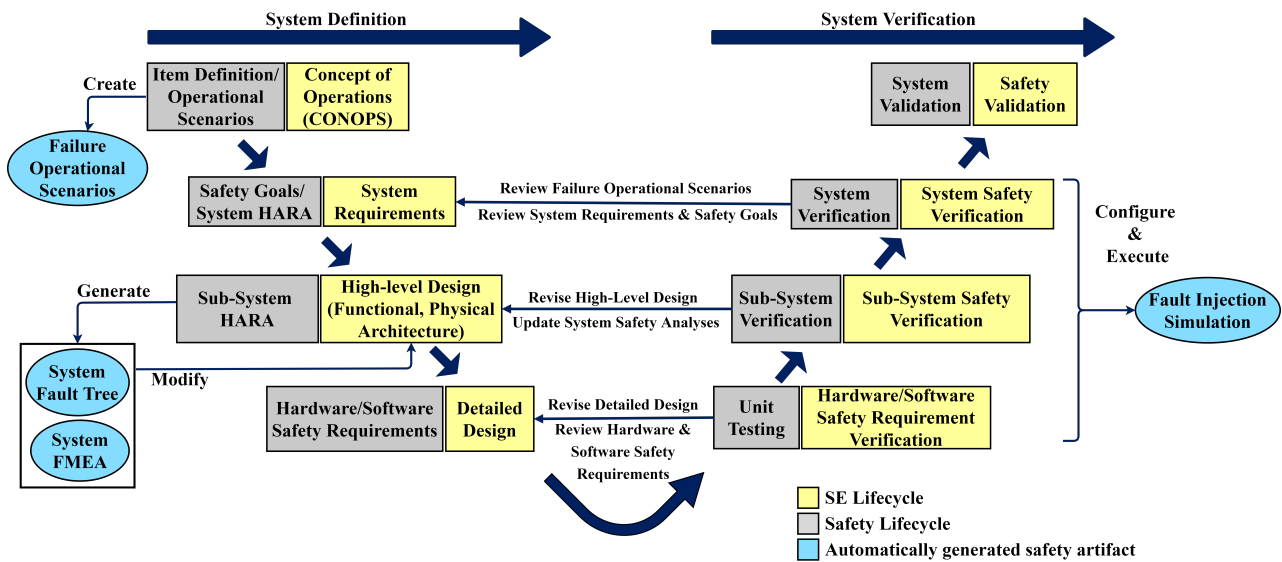 System Definition
System Verification
Create
Item Definition/
Operational
Scenarios
Concept of
Operations
(CONOPS)
System
Validation
Safety
Validation
Failure
Operational
Scenarios
Safety Goals/
System HARA
System
Requirements
Review Failure Operational Scenarios
Review System Requirements & Safety Goals
System
Verification
System Safety
Verification
Configure
&
Execute
Generate
Sub-System
HARA
High-level Design
(Functional, Physical
Architecture)
Revise High-Level Design
Update System Safety Analyses
Sub-System
Verification
Sub-System Safety
Verification
Fault Injection
Simulation
System
Fault Tree
Modify
System
FMEA
Hardware/Software
Safety Requirements
Detailed
Design
Revise Detailed Design
Review Hardware &
Software Safety
Requirements
Unit
Testing
Hardware/Software
Safety Requirement
Verification
SE Lifecycle
Safety Lifecycle
Automatically generated safety artifact